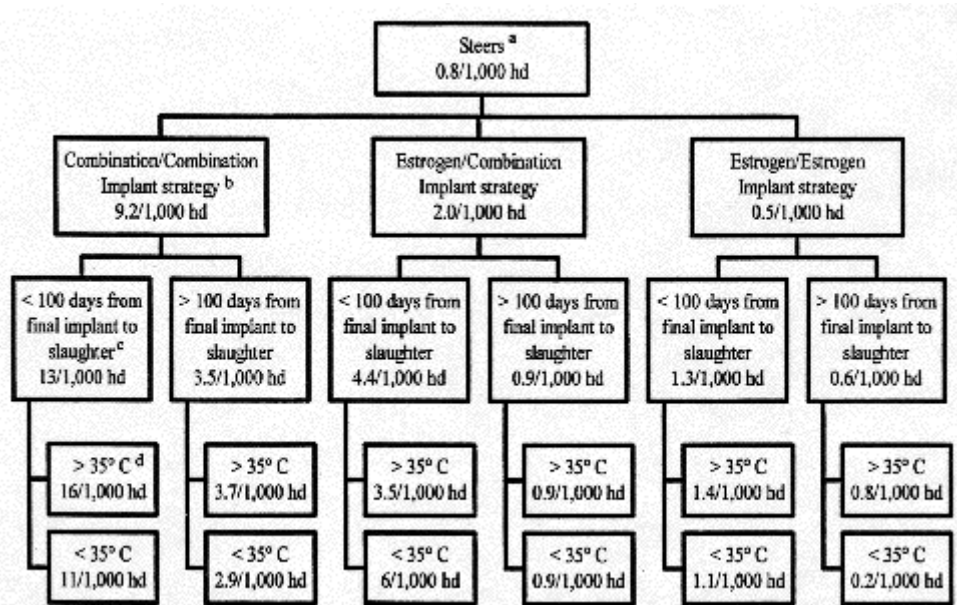 Steers a
0.8/1,000 hd
Combination/Combination
Implant strategy b
9.2/1,000 hd
Estrogen/Combination
Implant strategy
2.0/1,000 hd
Estrogen/Estrogen
Implant strategy
0.5/1,000 hd
< 100 days from
final implant to
slaughter c
13/1,000 hd
> 100 days from
final implant to
slaughter
3.5/1,000 hd
< 100 days from
final implant to
slaughter
4.4/1,000 hd
> 100 days from
final implant to
slaughter
0.9/1,000 hd
< 100 days from
final implant to
slaughter
1.3/1,000 hd
> 100 days from
final implant to
slaughter
0.6/1,000 hd
> 35° C d
16/1,000 hd
> 35° C
3.7/1,000 hd
> 35° C
3.5/1,000 hd
> 35° C
0.9/1,000 hd
> 35° C
1.4/1,000 hd
> 35° C
0.8/1,000 hd
< 35° C
11/1,000 hd
< 35° C
2.9/1,000 hd
< 35° C
6/1,000 hd
< 35° C
0.9/1,000 hd
< 35° C
1.1/1,000 hd
< 35° C
0.2/1,000 hd